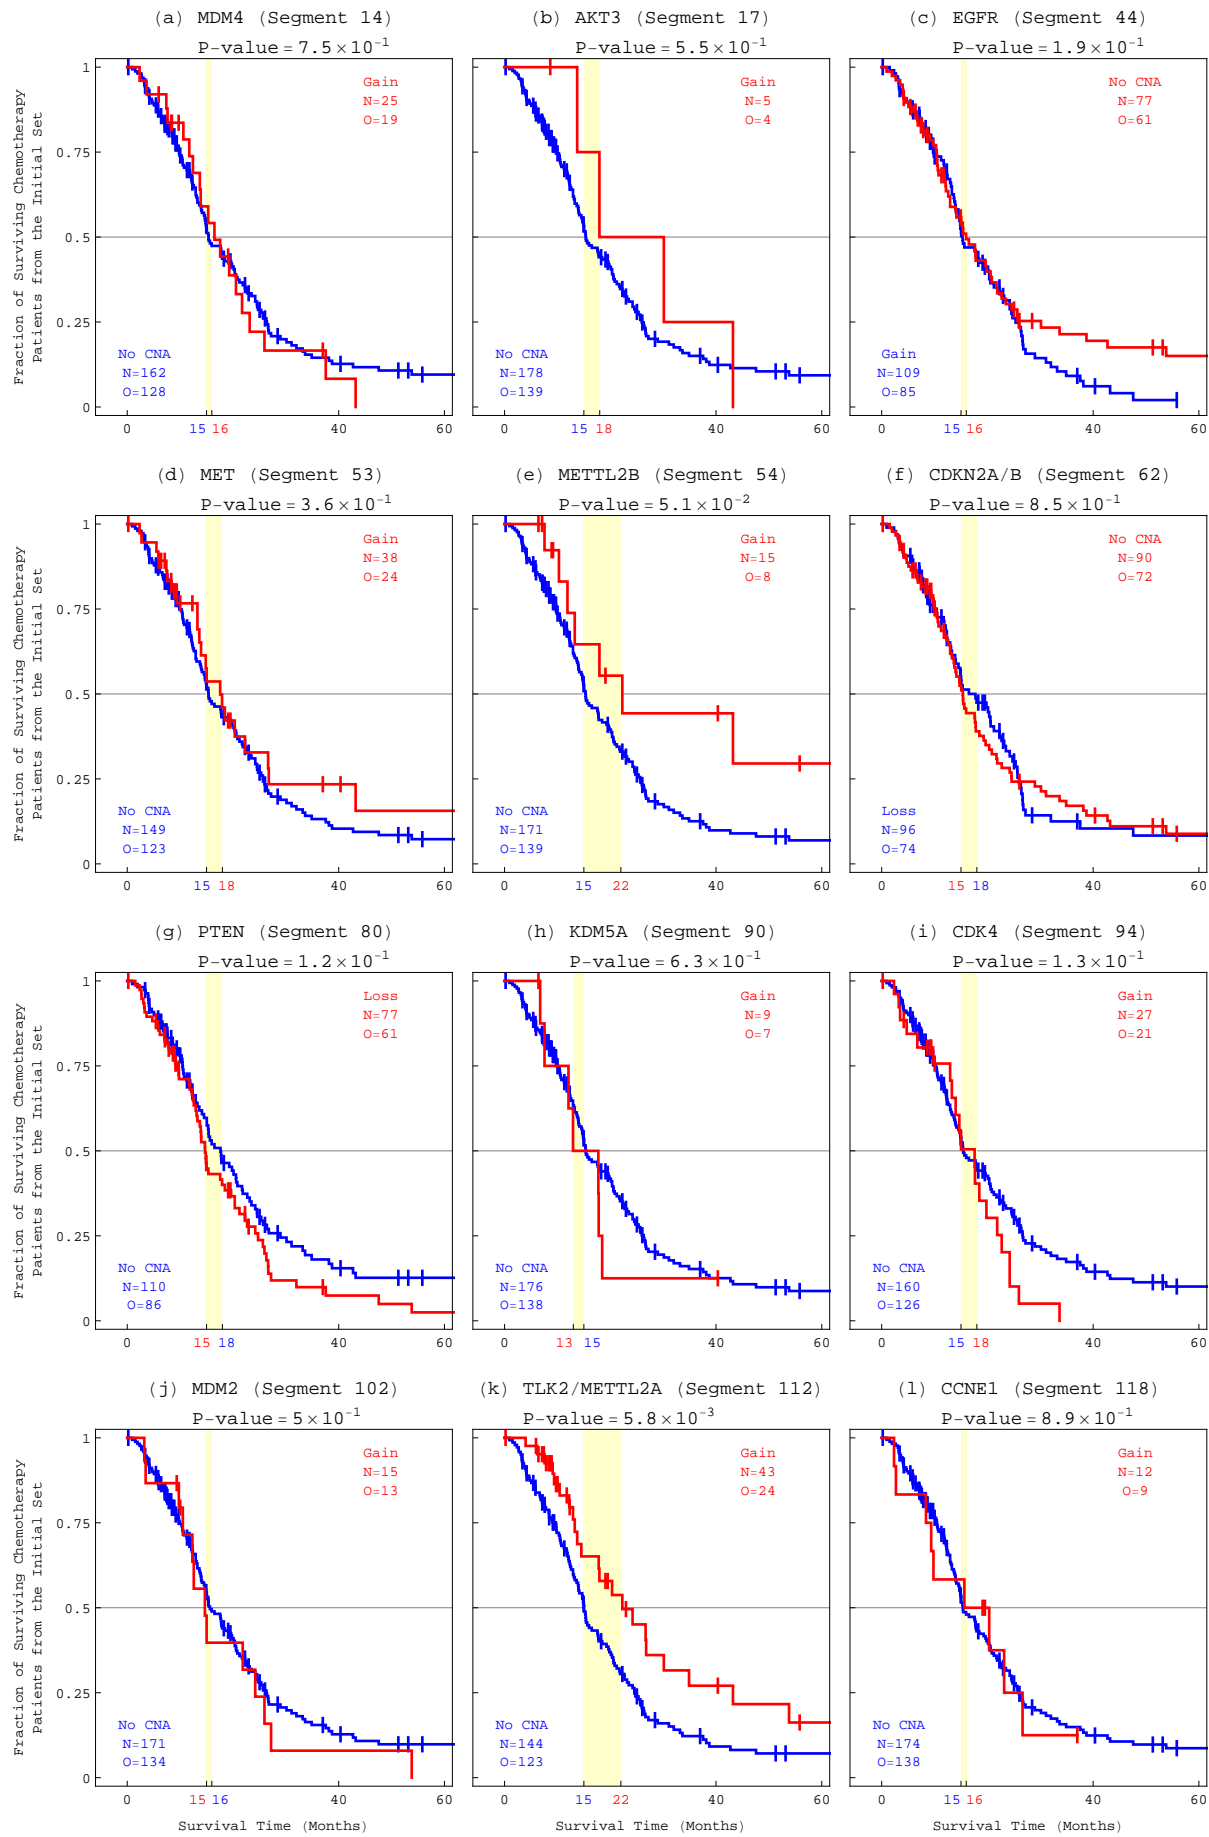 (a) MDM4 (Segment 14)
P-value = 7.5×10⁻¹
Gain
N=25
O=19
No CNA
N=162
O=128
1
0.75
0.5
0.25
0
0
15
16
40
60
Fraction of Surviving Chemotherapy
Patients from the Initial Set
(b) AKT3 (Segment 17)
P-value = 5.5×10⁻¹
Gain
N=5
O=4
No CNA
N=178
O=139
0
15
18
40
60
(c) EGFR (Segment 44)
P-value = 1.9×10⁻¹
No CNA
N=77
O=61
Gain
N=109
O=85
0
15
16
40
60
(d) MET (Segment 53)
P-value = 3.6×10⁻¹
Gain
N=38
O=24
No CNA
N=149
O=123
1
0.75
0.5
0.25
0
0
15
18
40
60
Fraction of Surviving Chemotherapy
Patients from the Initial Set
(e) METTL2B (Segment 54)
P-value = 5.1×10⁻²
Gain
N=15
O=8
No CNA
N=171
O=139
0
15
22
40
60
(f) CDKN2A/B (Segment 62)
P-value = 8.5×10⁻¹
No CNA
N=90
O=72
Loss
N=96
O=74
0
15
18
40
60
(g) PTEN (Segment 80)
P-value = 1.2×10⁻¹
Loss
N=77
O=61
No CNA
N=110
O=86
1
0.75
0.5
0.25
0
0
15
18
40
60
Fraction of Surviving Chemotherapy
Patients from the Initial Set
(h) KDM5A (Segment 90)
P-value = 6.3×10⁻¹
Gain
N=9
O=7
No CNA
N=176
O=138
0
13
15
40
60
(i) CDK4 (Segment 94)
P-value = 1.3×10⁻¹
Gain
N=27
O=21
No CNA
N=160
O=126
0
15
18
40
60
(j) MDM2 (Segment 102)
P-value = 5×10⁻¹
Gain
N=15
O=13
No CNA
N=171
O=134
1
0.75
0.5
0.25
0
0
15
16
40
60
Survival Time (Months)
Fraction of Surviving Chemotherapy
Patients from the Initial Set
(k) TLK2/METTL2A (Segment 112)
P-value = 5.8×10⁻³
Gain
N=43
O=24
No CNA
N=144
O=123
0
15
22
40
60
Survival Time (Months)
(l) CCNE1 (Segment 118)
P-value = 8.9×10⁻¹
Gain
N=12
O=9
No CNA
N=174
O=138
0
15
16
40
60
Survival Time (Months)